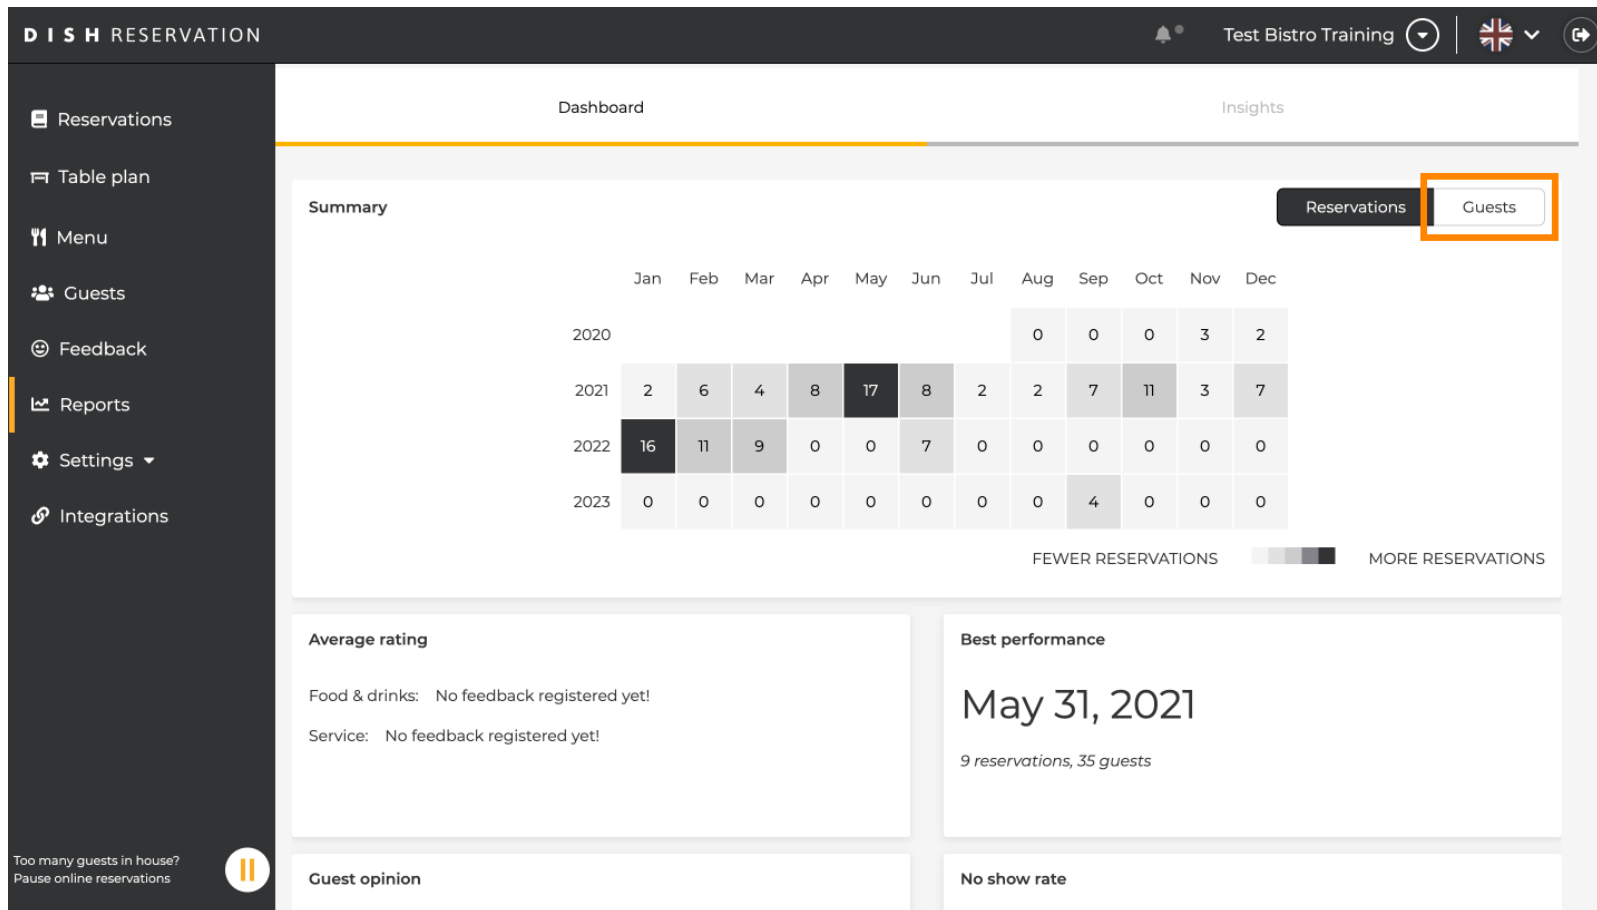 DISH RESERVATION
Test Bistro Training
Reservations
Table plan
Menu
Guests
Feedback
Reports
Settings
Integrations
Too many guests in house?
Pause online reservations
Dashboard
Insights
Summary
Reservations
Guests
Jan Feb Mar Apr May Jun Jul Aug Sep Oct Nov Dec
2020 0 0 0 3 2
2021 2 6 4 8 17 8 2 2 7 11 3 7
2022 16 11 9 0 0 7 0 0 0 0 0 0
2023 0 0 0 0 0 0 0 0 4 0 0 0
FEWER RESERVATIONS MORE RESERVATIONS
Average rating
Food & drinks: No feedback registered yet!
Service: No feedback registered yet!
Best performance
May 31, 2021
9 reservations, 35 guests
Guest opinion
No show rate